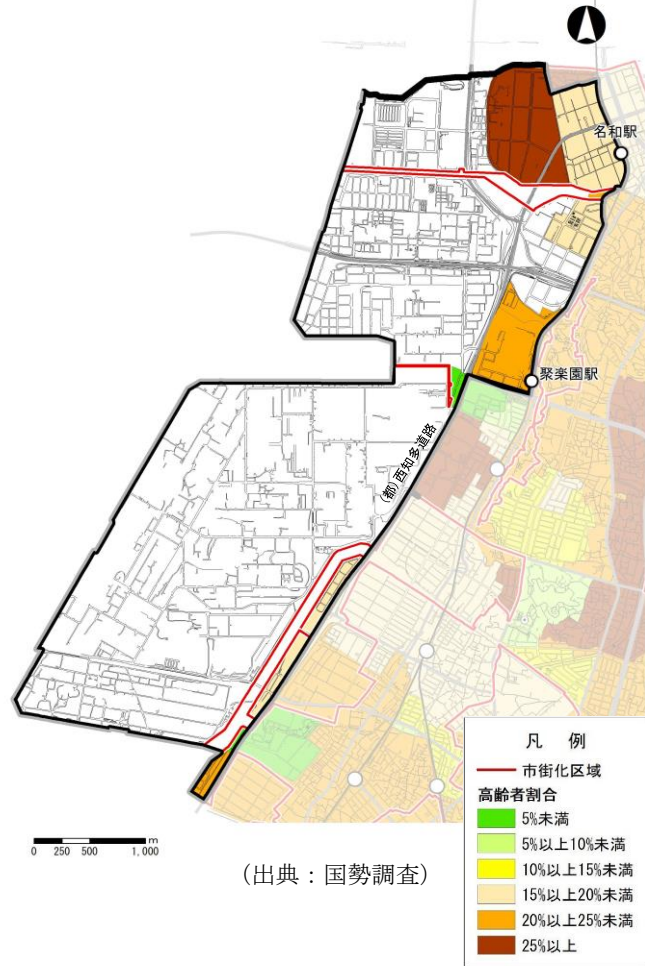 名和駅
聚楽園駅
(都)西知多道路
凡 例
市街化区域
高齢者割合
5%未満
5%以上10%未満
10%以上15%未満
15%以上20%未満
20%以上25%未満
25%以上
m
0 250 500 1,000
(出典：国勢調査)